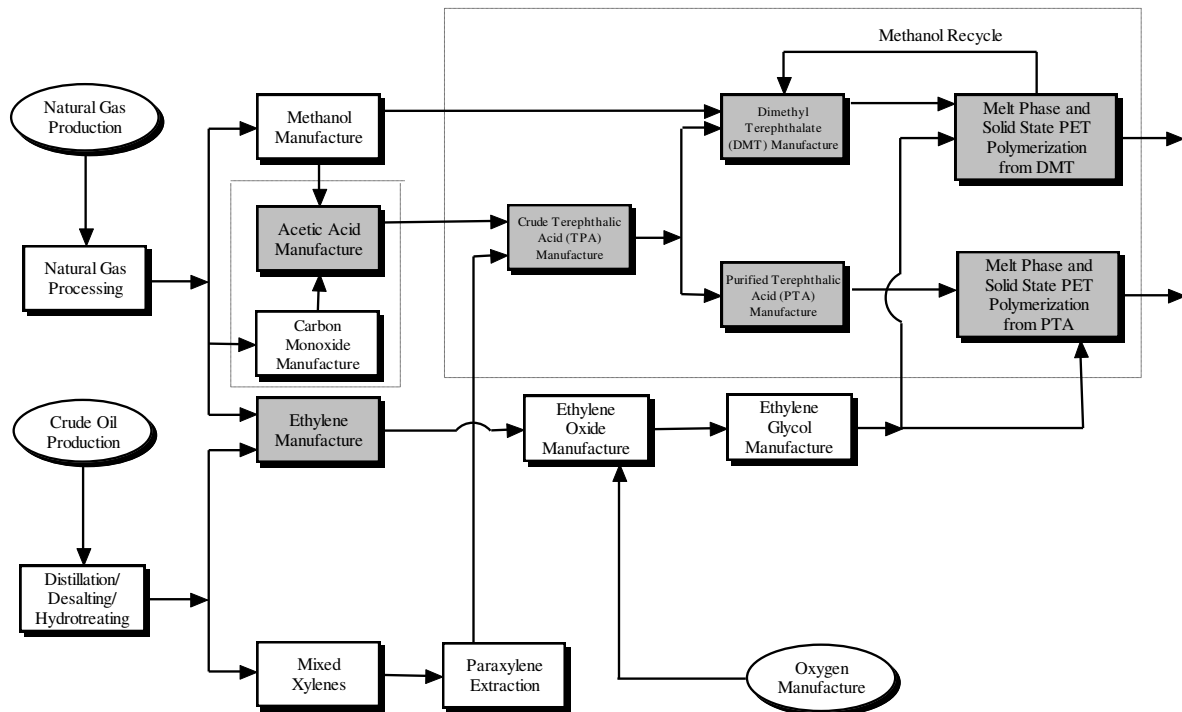 Methanol Recycle
Natural Gas
Production
Methanol
Manufacture
Dimethyl
Terephthalate
(DMT) Manufacture
Melt Phase and
Solid State PET
Polymerization
from DMT
Natural Gas
Processing
Acetic Acid
Manufacture
Crude Terephthalic
Acid (TPA)
Manufacture
Purified Terephthalic
Acid (PTA)
Manufacture
Melt Phase and
Solid State PET
Polymerization
from PTA
Carbon
Monoxide
Manufacture
Crude Oil
Production
Ethylene
Manufacture
Ethylene
Oxide
Manufacture
Ethylene
Glycol
Manufacture
Distillation/
Desalting/
Hydrotreating
Mixed
Xylenes
Paraxylene
Extraction
Oxygen
Manufacture